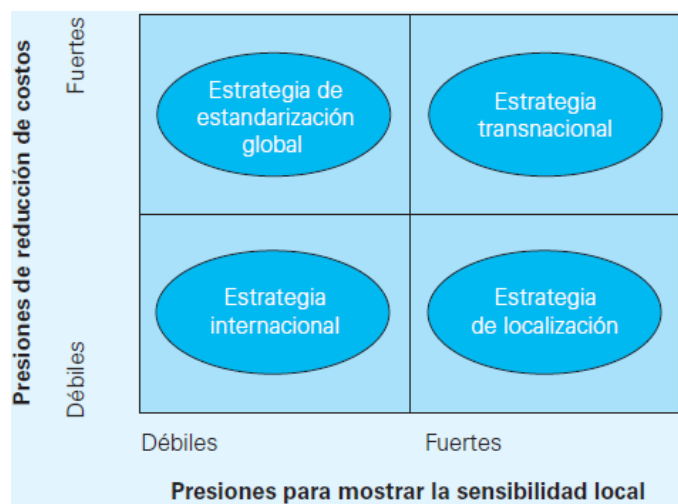 Presiones de reducción de costos
Fuertes
Débiles
Estrategia de
estandarización
global
Estrategia
transnacional
Estrategia
internacional
Estrategia
de localización
Débiles
Fuertes
Presiones para mostrar la sensibilidad local